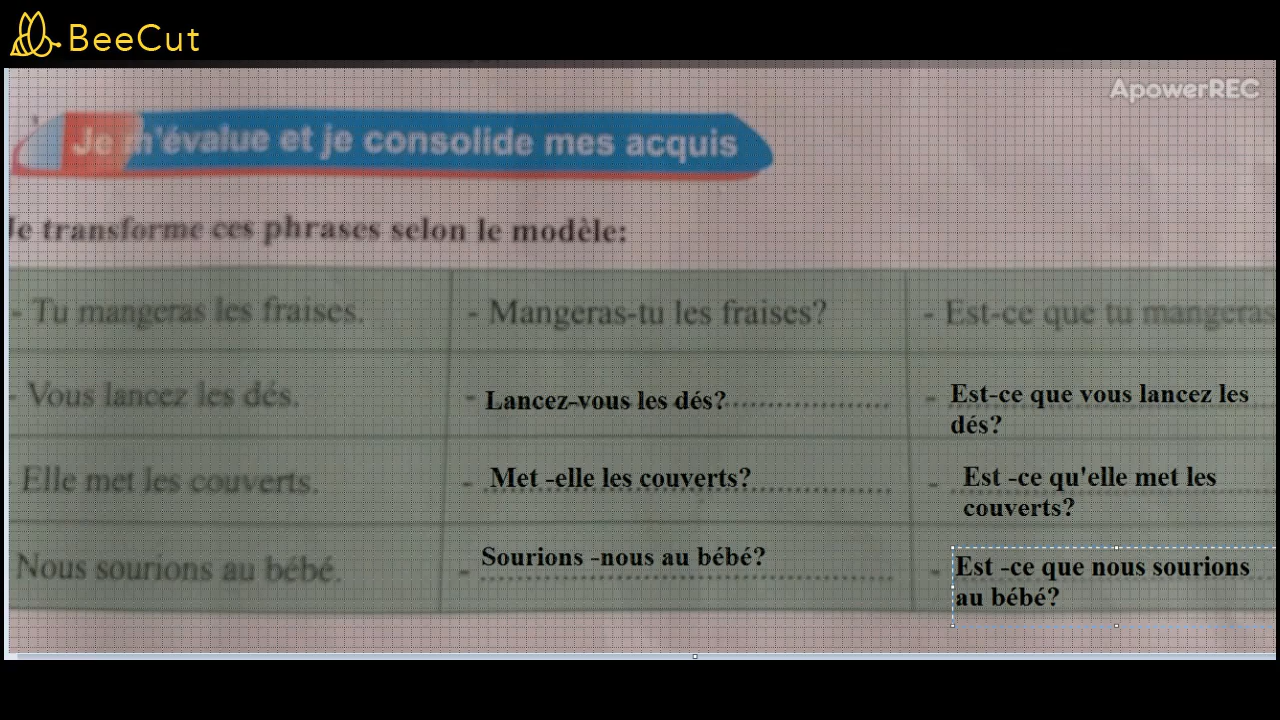 BeeCut
ApowerREC
Je m'évalue et je consolide mes acquis
Je transforme ces phrases selon le modèle:
- Tu mangeras les fraises.
- Mangeras-tu les fraises?
- Est-ce que tu mangeras
- Vous lancez les dés.
- Lancez-vous les dés?
- Est-ce que vous lancez les
dés?
- Elle met les couverts.
- Met -elle les couverts?
- Est -ce qu'elle met les
couverts?
Nous sourions au bébé.
- Sourions -nous au bébé?
- Est -ce que nous sourions
au bébé?